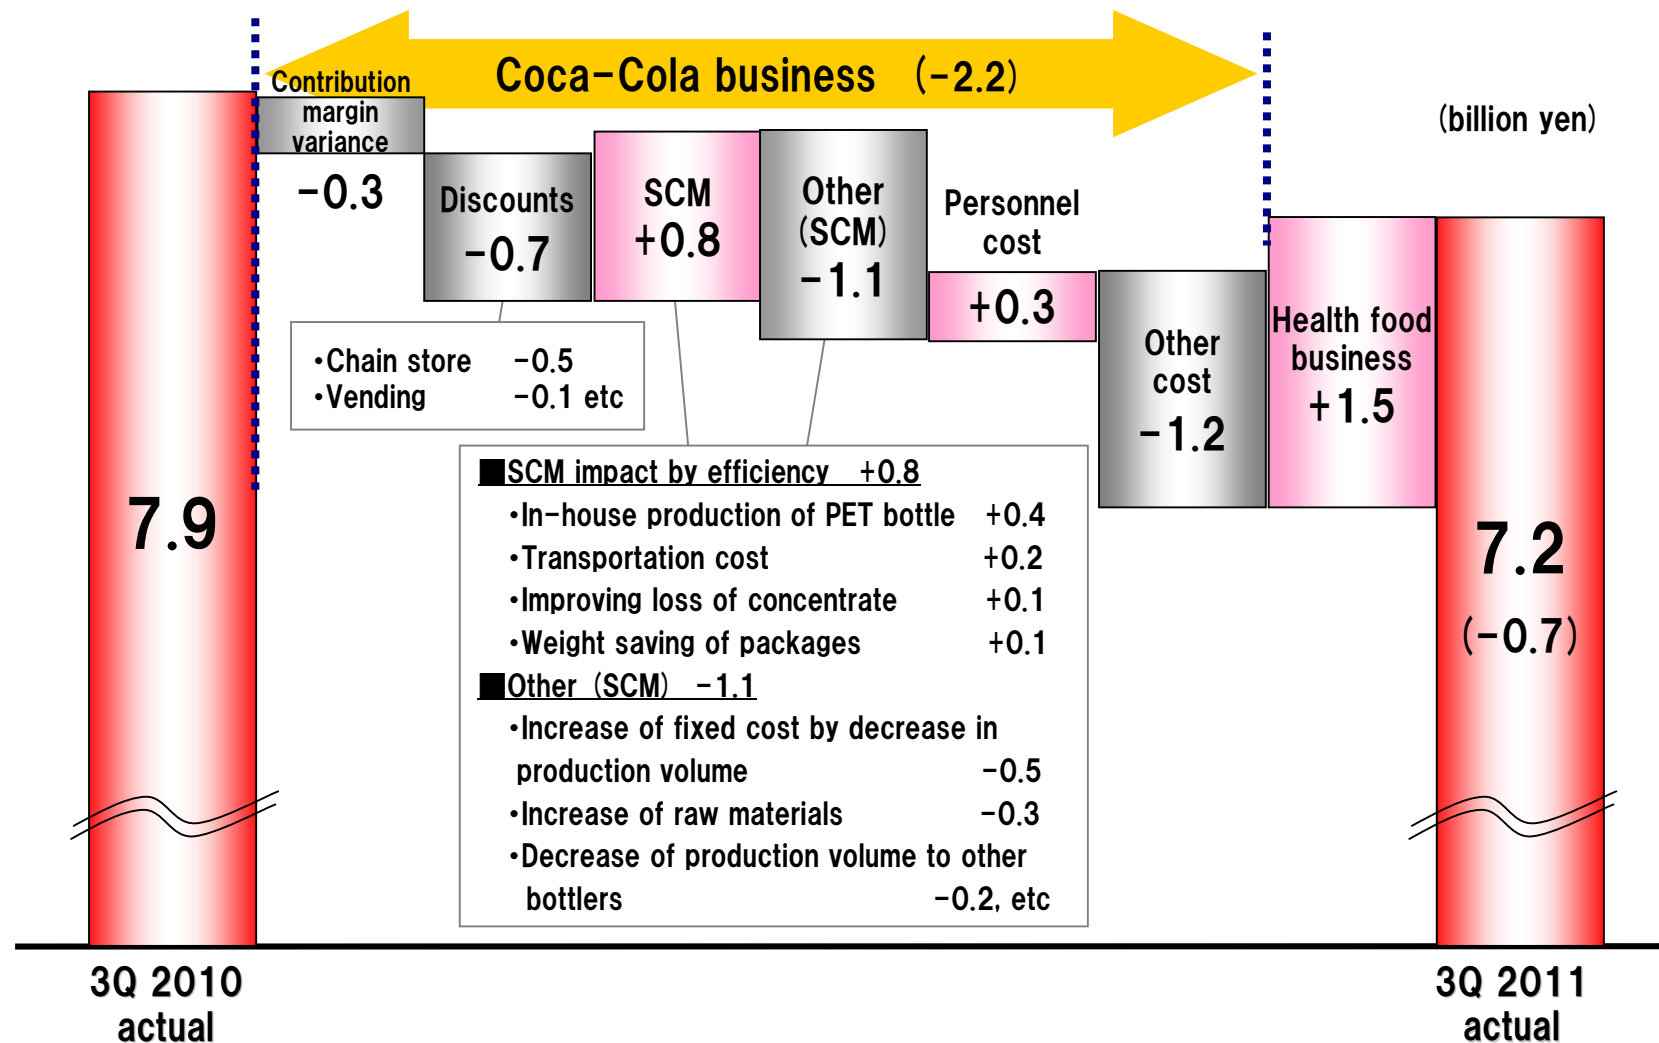 Coca-Cola business (-2.2)
(billion yen)
Contribution
margin
variance
-0.3
Discounts
-0.7
SCM
+0.8
Other
(SCM)
-1.1
Personnel
cost
+0.3
Other
cost
-1.2
Health food
business
+1.5
・Chain store -0.5
・Vending -0.1 etc
■SCM impact by efficiency +0.8
・In-house production of PET bottle +0.4
・Transportation cost +0.2
・Improving loss of concentrate +0.1
・Weight saving of packages +0.1
■Other (SCM) -1.1
・Increase of fixed cost by decrease in
production volume -0.5
・Increase of raw materials -0.3
・Decrease of production volume to other
bottlers -0.2, etc
7.9
7.2
(-0.7)
3Q 2010
actual
3Q 2011
actual